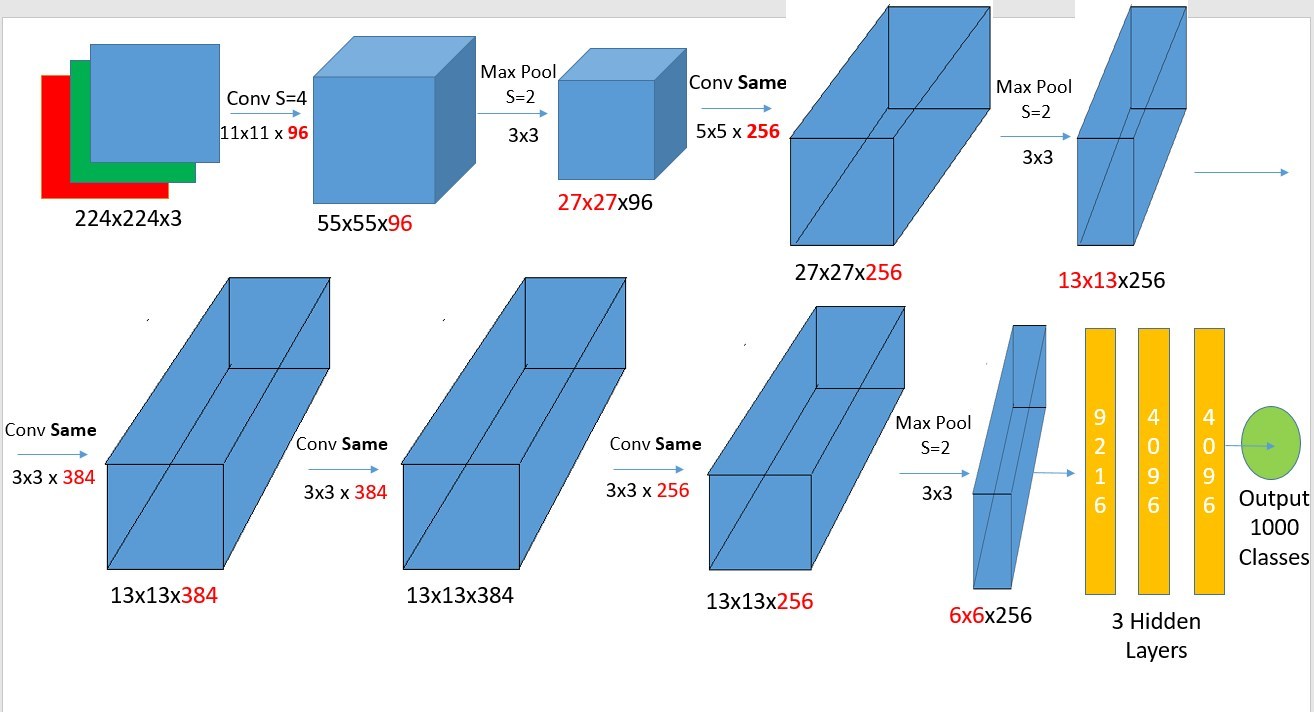 Conv S=4
11x11 x 96
224x224x3
55x55x96
Max Pool
S=2
3x3
27x27x96
Conv Same
5x5 x 256
27x27x256
Max Pool
S=2
3x3
13x13x256
Conv Same
3x3 x 384
13x13x384
Conv Same
3x3 x 384
13x13x384
Conv Same
3x3 x 256
13x13x256
Max Pool
S=2
3x3
6x6x256
9216
4096
4096
3 Hidden
Layers
Output
1000
Classes